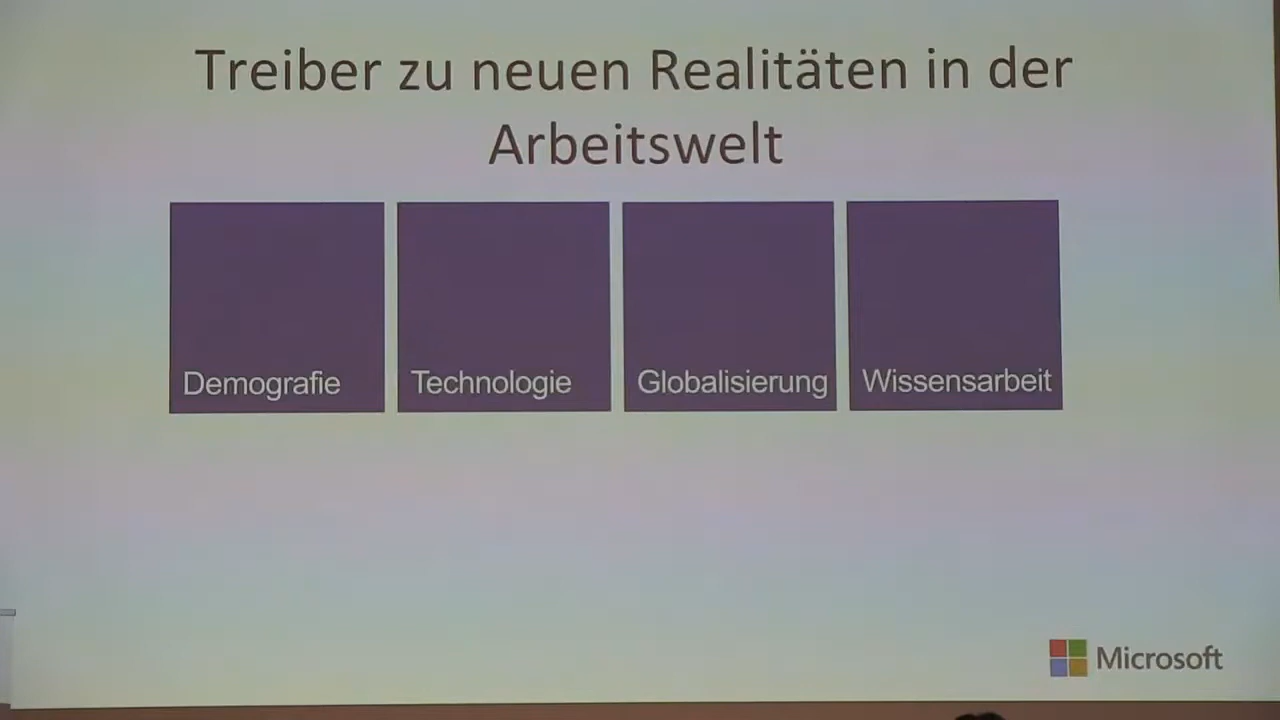 Treiber zu neuen Realitäten in der
Arbeitswelt
Demografie
Technologie
Globalisierung
Wissensarbeit
Microsoft